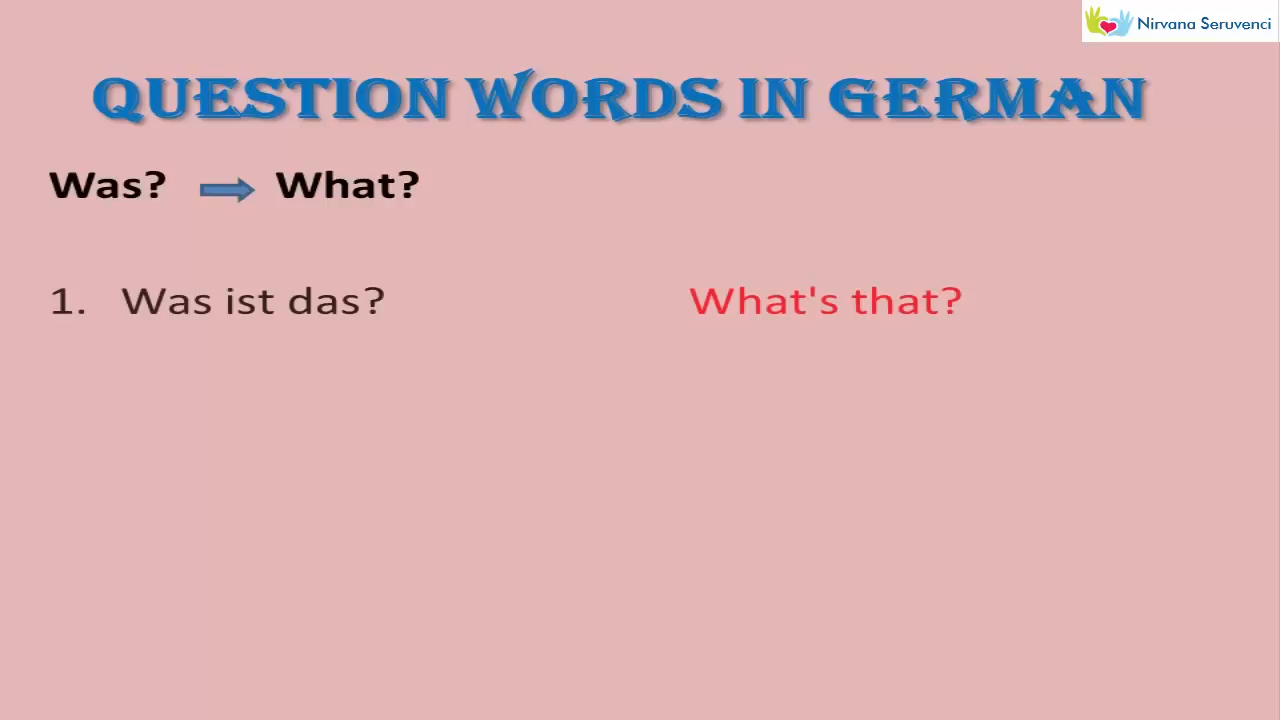 Nirvana Seruvenci
QUESTION WORDS IN GERMAN
Was? What?
1. Was ist das? What's that?